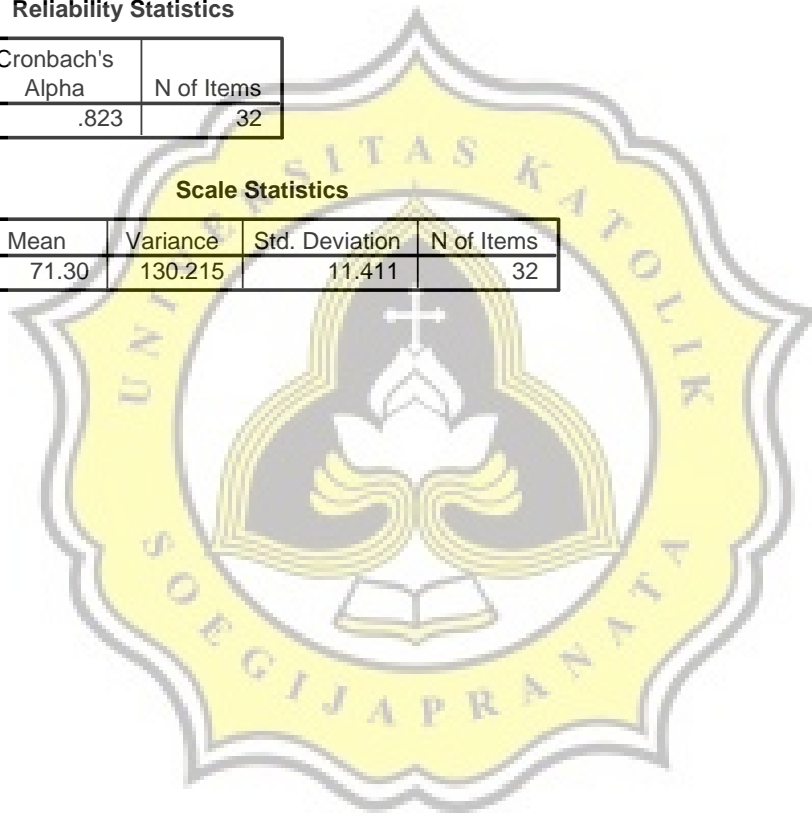 Reliability Statistics
Cronbach's
Alpha N of Items
.823 32
Scale Statistics
Mean Variance Std. Deviation N of Items
71.30 130.215 11.411 32
UNIVERSITAS KATOLIK
SOEGIJAPRANATA